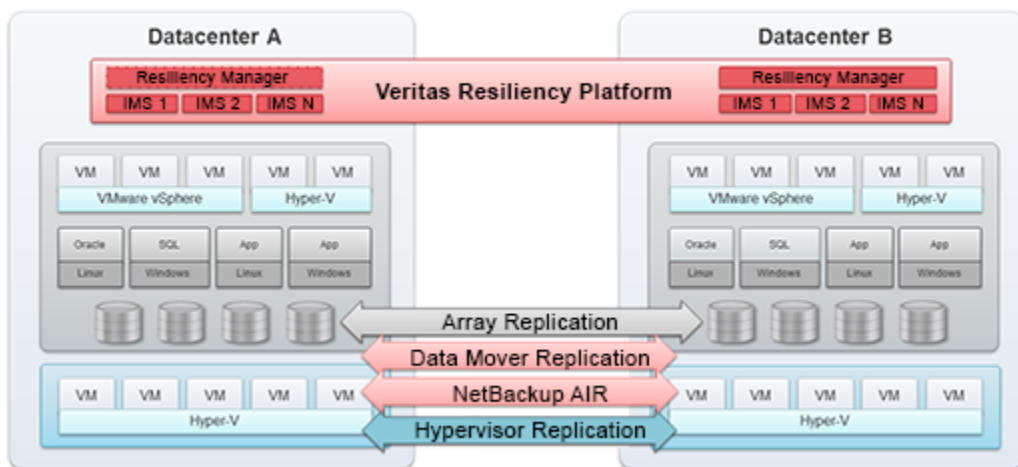 Datacenter A
Datacenter B
Resiliency Manager
IMS 1 IMS 2 IMS N
Veritas Resiliency Platform
Resiliency Manager
IMS 1 IMS 2 IMS N
VM VM VM VM VM
VMware vSphere Hyper-V
Oracle SQL App App
Linux Windows Linux Windows
VM VM VM VM VM
VMware vSphere Hyper-V
Oracle SQL App App
Linux Windows Linux Windows
Array Replication
Data Mover Replication
NetBackup AIR
Hypervisor Replication
VM VM VM VM VM
Hyper-V
VM VM VM VM VM
Hyper-V